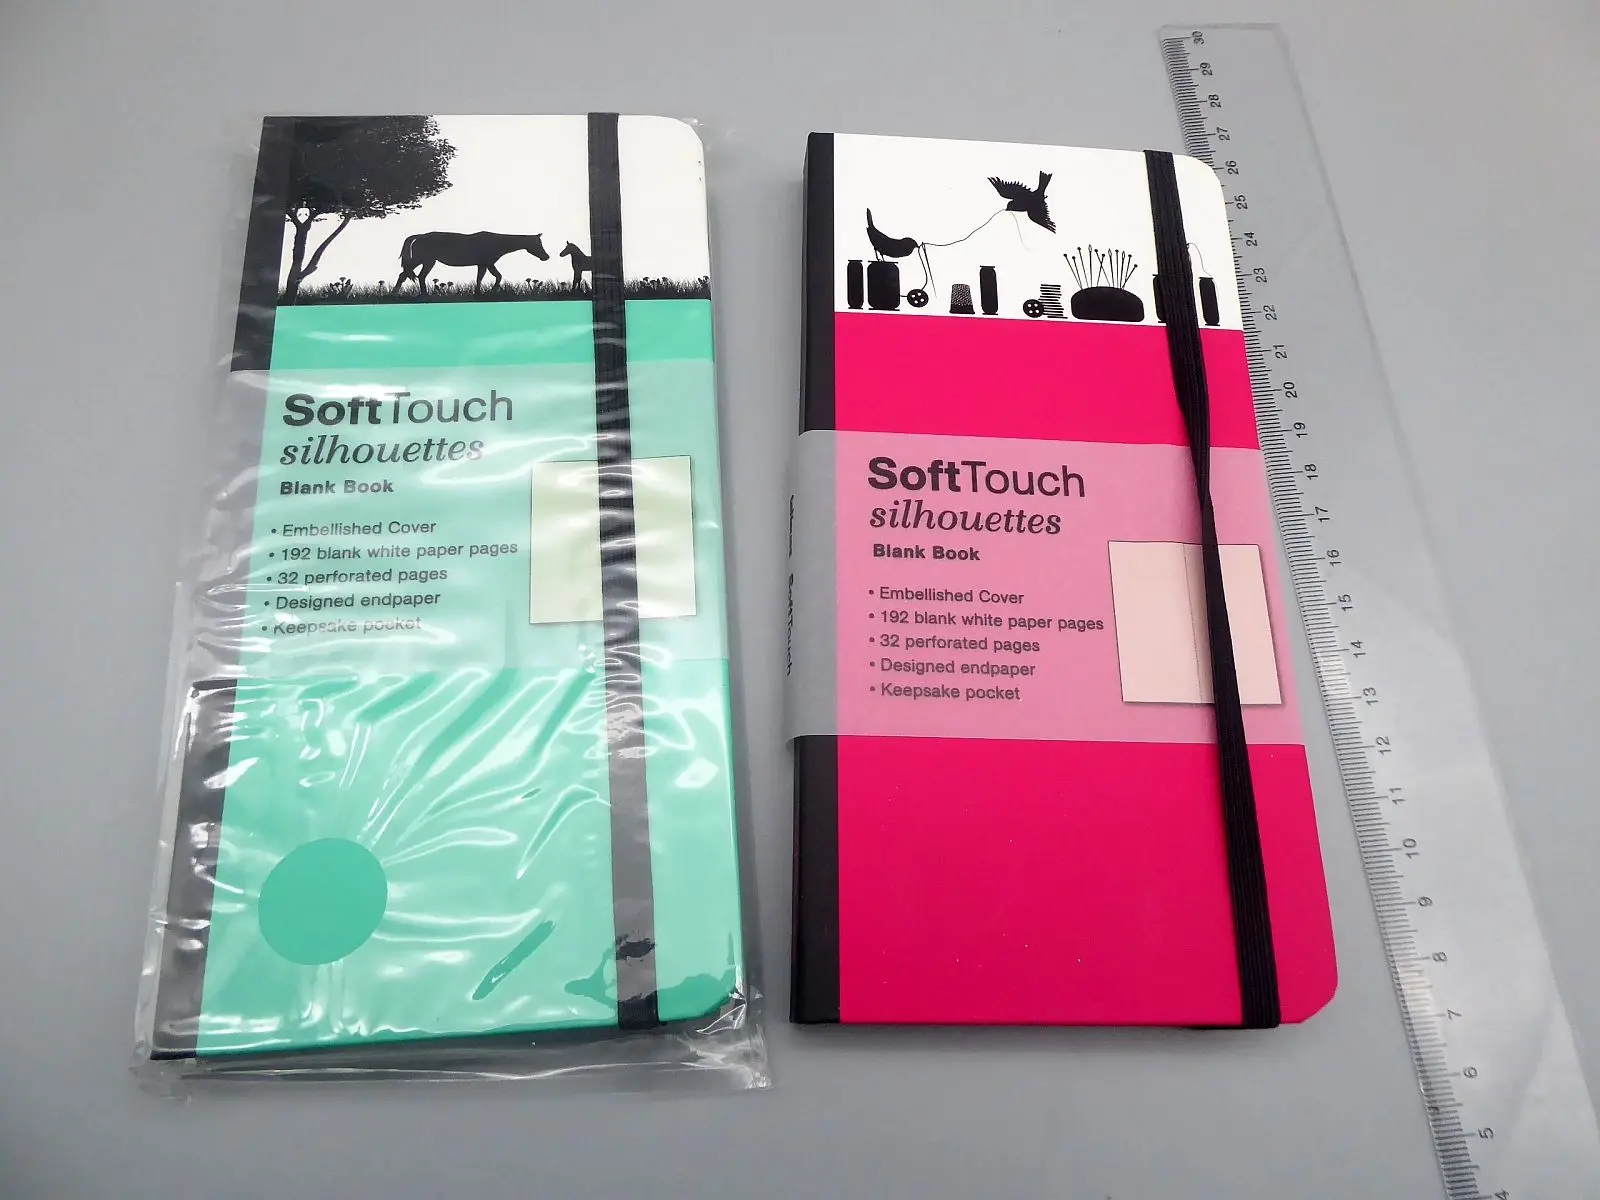 SoftTouch
silhouettes
Blank Book
• Embellished Cover
• 192 blank white paper pages
• 32 perforated pages
• Designed endpaper
• Keepsake pocket
SoftTouch
silhouettes
Blank Book
• Embellished Cover
• 192 blank white paper pages
• 32 perforated pages
• Designed endpaper
• Keepsake pocket
SoftTouch
30
29
28
27
26
25
24
23
22
21
20
19
18
17
16
15
14
13
12
11
10
9
8
7
6
5
4